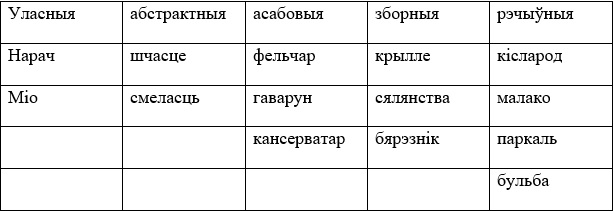 Уласныя абстрактныя асабовыя зборныя рэчыўныя
Нарач шчасце фельчар крылле кісларод
Міо смеласць гаварун сялянства малако
кансерватар бярэзнік паркаль
бульба